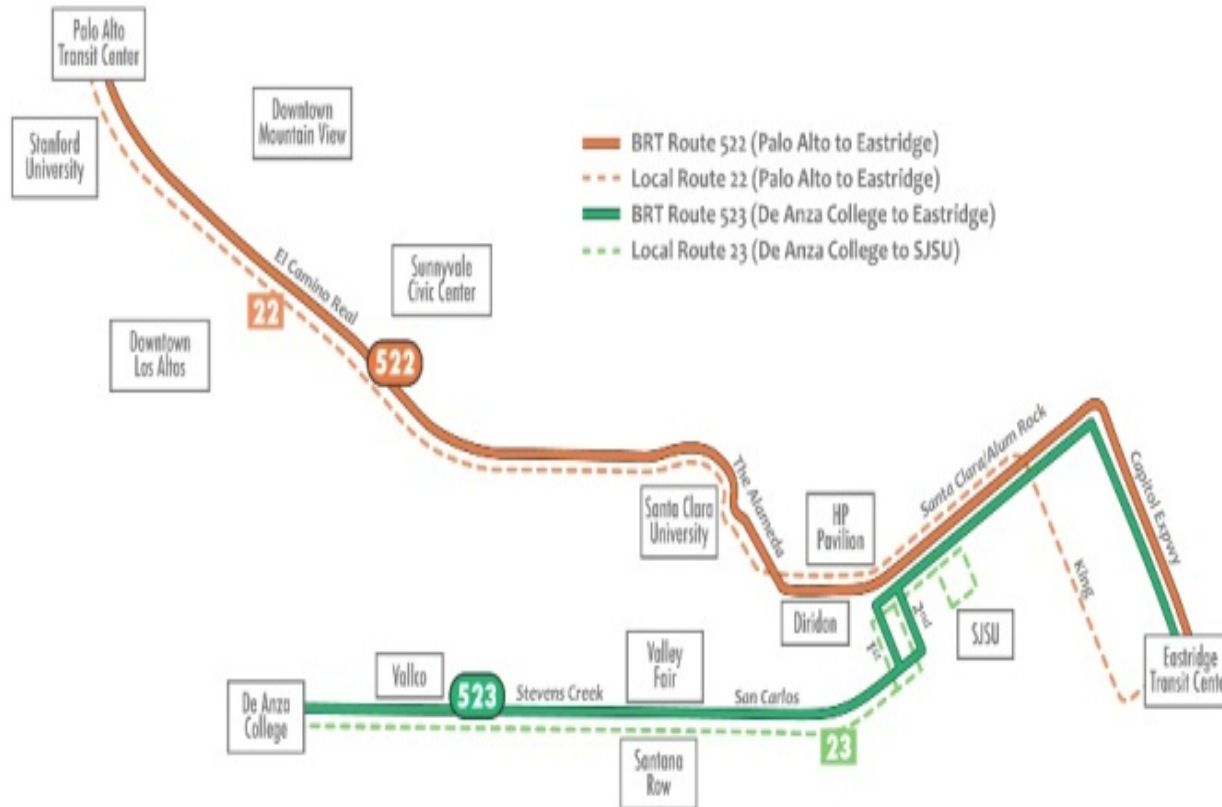 Palo Alto
Transit Center
Stanford
University
Downtown
Mountain View
BRT Route 522 (Palo Alto to Eastridge)
Local Route 22 (Palo Alto to Eastridge)
BRT Route 523 (De Anza College to Eastridge)
Local Route 23 (De Anza College to SJSU)
El Camino Real
22
Sunnyvale
Civic Center
Downtown
Los Altos
522
The Alameda
Santa Clara
University
HP
Pavilion
Santa Clara/Alum Rock
Capitol Expwy
King
Diridon
1st
2nd
SJSU
Eastridge
Transit Cente
De Anza
College
Vallco
523
Stevens Creek
Valley
Fair
San Carlos
23
Santana
Row